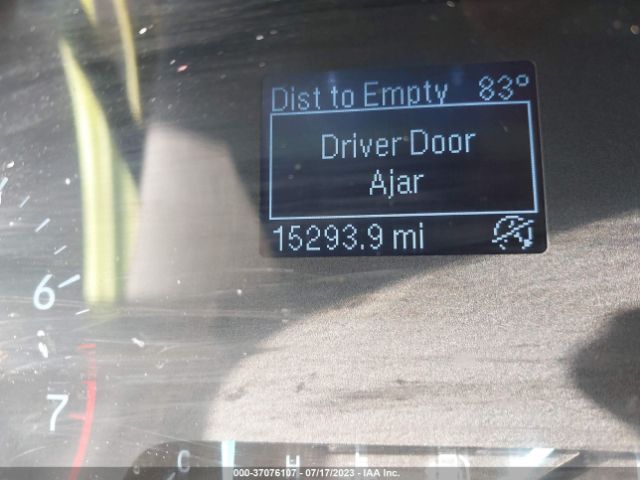 Dist to Empty 83°
Driver Door
Ajar
15293.9 mi
6
7
C H
000-37076107 - 07/17/2023 - IAA Inc.